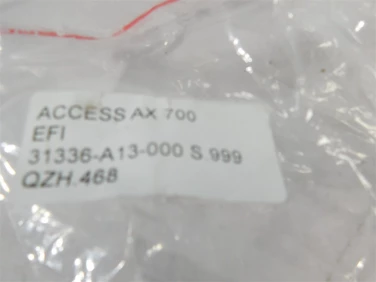 ACCESS AX 700
EFI
31336-A13-000 S.999
QZH.468